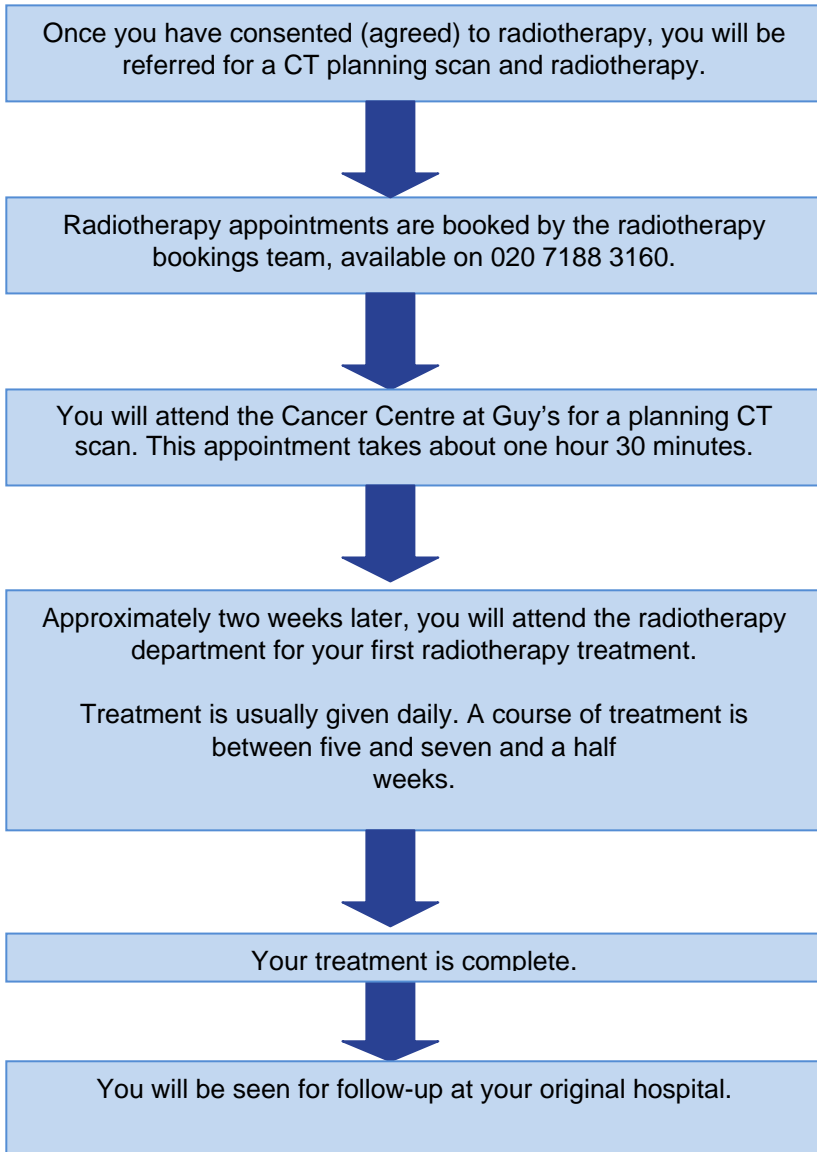 Once you have consented (agreed) to radiotherapy, you will be
referred for a CT planning scan and radiotherapy.
Radiotherapy appointments are booked by the radiotherapy
bookings team, available on 020 7188 3160.
You will attend the Cancer Centre at Guy’s for a planning CT
scan. This appointment takes about one hour 30 minutes.
Approximately two weeks later, you will attend the radiotherapy
department for your first radiotherapy treatment.
Treatment is usually given daily. A course of treatment is
between five and seven and a half
weeks.
Your treatment is complete.
You will be seen for follow-up at your original hospital.